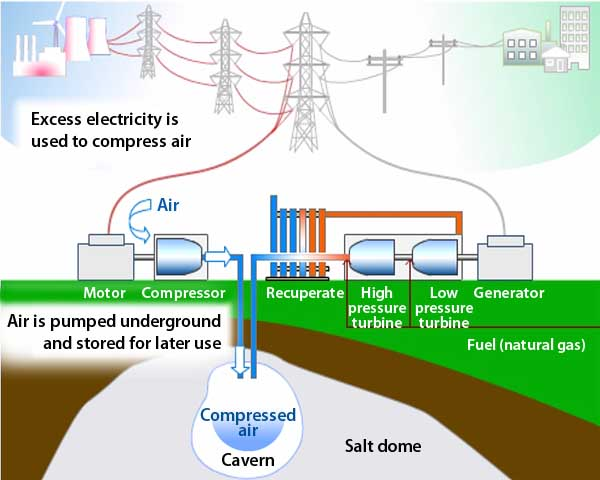 Excess electricity is
used to compress air
Air
Motor
Compressor
Recuperate
High
pressure
turbine
Low
pressure
turbine
Generator
Air is pumped underground
and stored for later use
Fuel (natural gas)
Compressed
air
Cavern
Salt dome